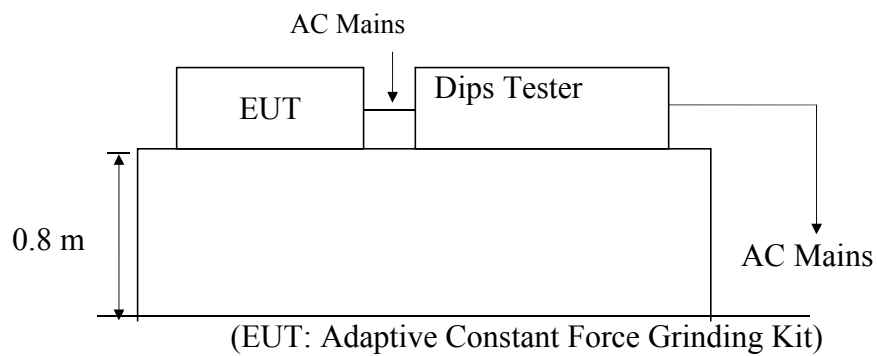 AC Mains
EUT
Dips Tester
0.8 m
AC Mains
(EUT: Adaptive Constant Force Grinding Kit)